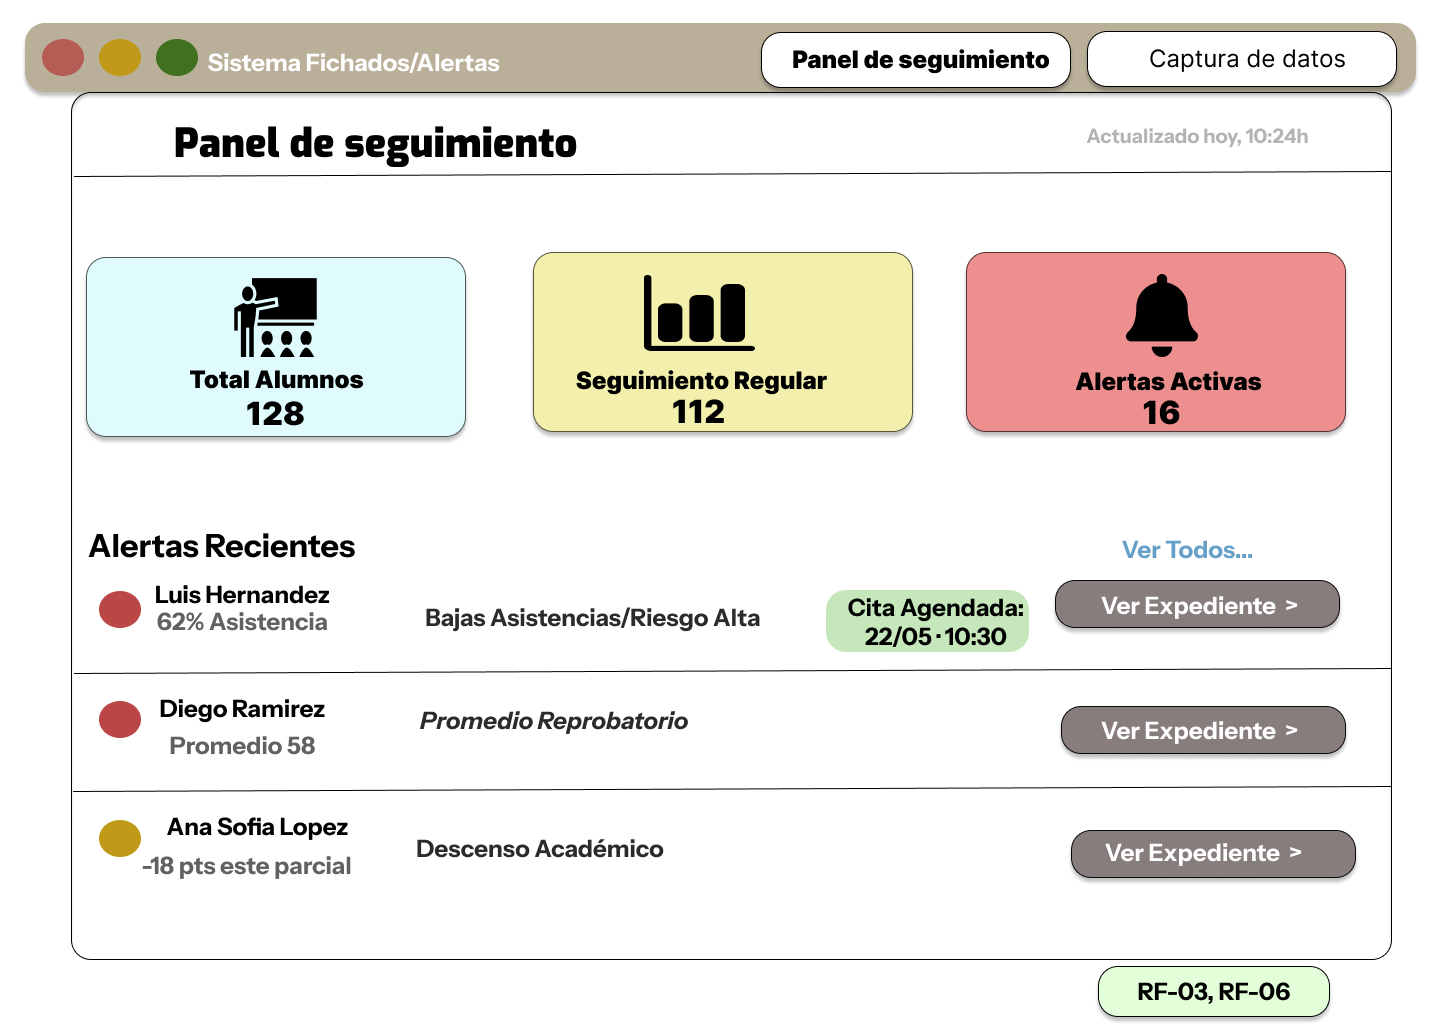 Sistema Fichados/Alertas
Panel de seguimiento
Captura de datos
Panel de seguimiento
Actualizado hoy, 10:24h
Total Alumnos
128
Seguimiento Regular
112
Alertas Activas
16
Alertas Recientes
Ver Todos...
Luis Hernandez
62% Asistencia
Bajas Asistencias/Riesgo Alta
Cita Agendada:
22/05 · 10:30
Ver Expediente >
Diego Ramirez
Promedio 58
Promedio Reprobatorio
Ver Expediente >
Ana Sofia Lopez
-18 pts este parcial
Descenso Académico
Ver Expediente >
RF-03, RF-06